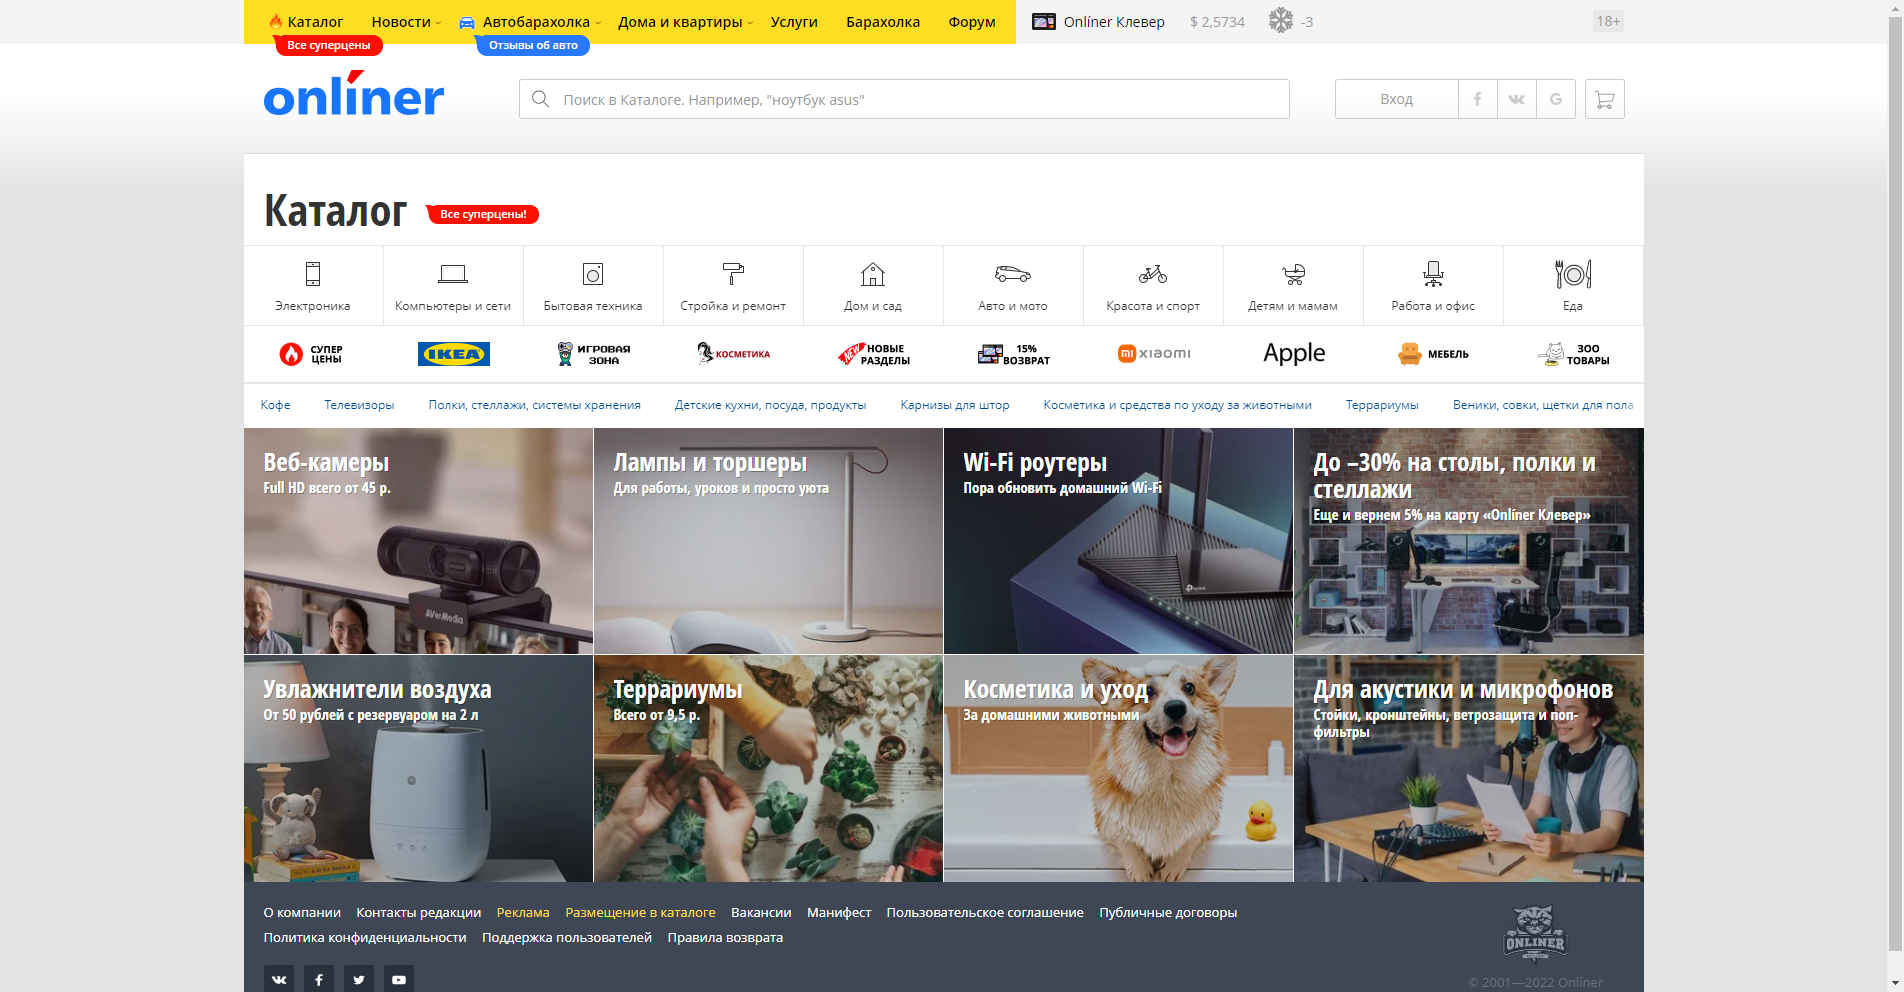 Каталог
Новости
Автобарахолка
Дома и квартиры
Услуги
Барахолка
Форум
Onlíner Клевер
$ 2,5734
-3
18+
Все суперцены
Отзывы об авто
onlíner
Поиск в Каталоге. Например, "ноутбук asus"
Вход
Каталог
Все суперцены!
Электроника
Компьютеры и сети
Бытовая техника
Стройка и ремонт
Дом и сад
Авто и мото
Красота и спорт
Детям и мамам
Работа и офис
Еда
СУПЕР
ЦЕНЫ
IKEA
ИГРОВАЯ
ЗОНА
КОСМЕТИКА
NEW
НОВЫЕ
РАЗДЕЛЫ
15%
ВОЗВРАТ
mi xiaomi
Apple
МЕБЕЛЬ
ЗОО
ТОВАРЫ
Кофе
Телевизоры
Полки, стеллажи, системы хранения
Детские кухни, посуда, продукты
Карнизы для штор
Косметика и средства по уходу за животными
Террариумы
Веники, совки, щетки для пола
Веб-камеры
Full HD всего от 45 р.
AVerMedia
Лампы и торшеры
Для работы, уроков и просто уюта
Wi-Fi роутеры
Пора обновить домашний Wi-Fi
tp-link
До –30% на столы, полки и
стеллажи
Еще и вернем 5% на карту «Onlíner Клевер»
Увлажнители воздуха
От 50 рублей с резервуаром на 2 л
Террариумы
Всего от 9,5 р.
Косметика и уход
За домашними животными
Для акустики и микрофонов
Стойки, кронштейны, ветрозащита и поп-
фильтры
О компании
Контакты редакции
Реклама
Размещение в каталоге
Вакансии
Манифест
Пользовательское соглашение
Публичные договоры
Политика конфиденциальности
Поддержка пользователей
Правила возврата
ONLINER
© 2001—2022 Onlíner